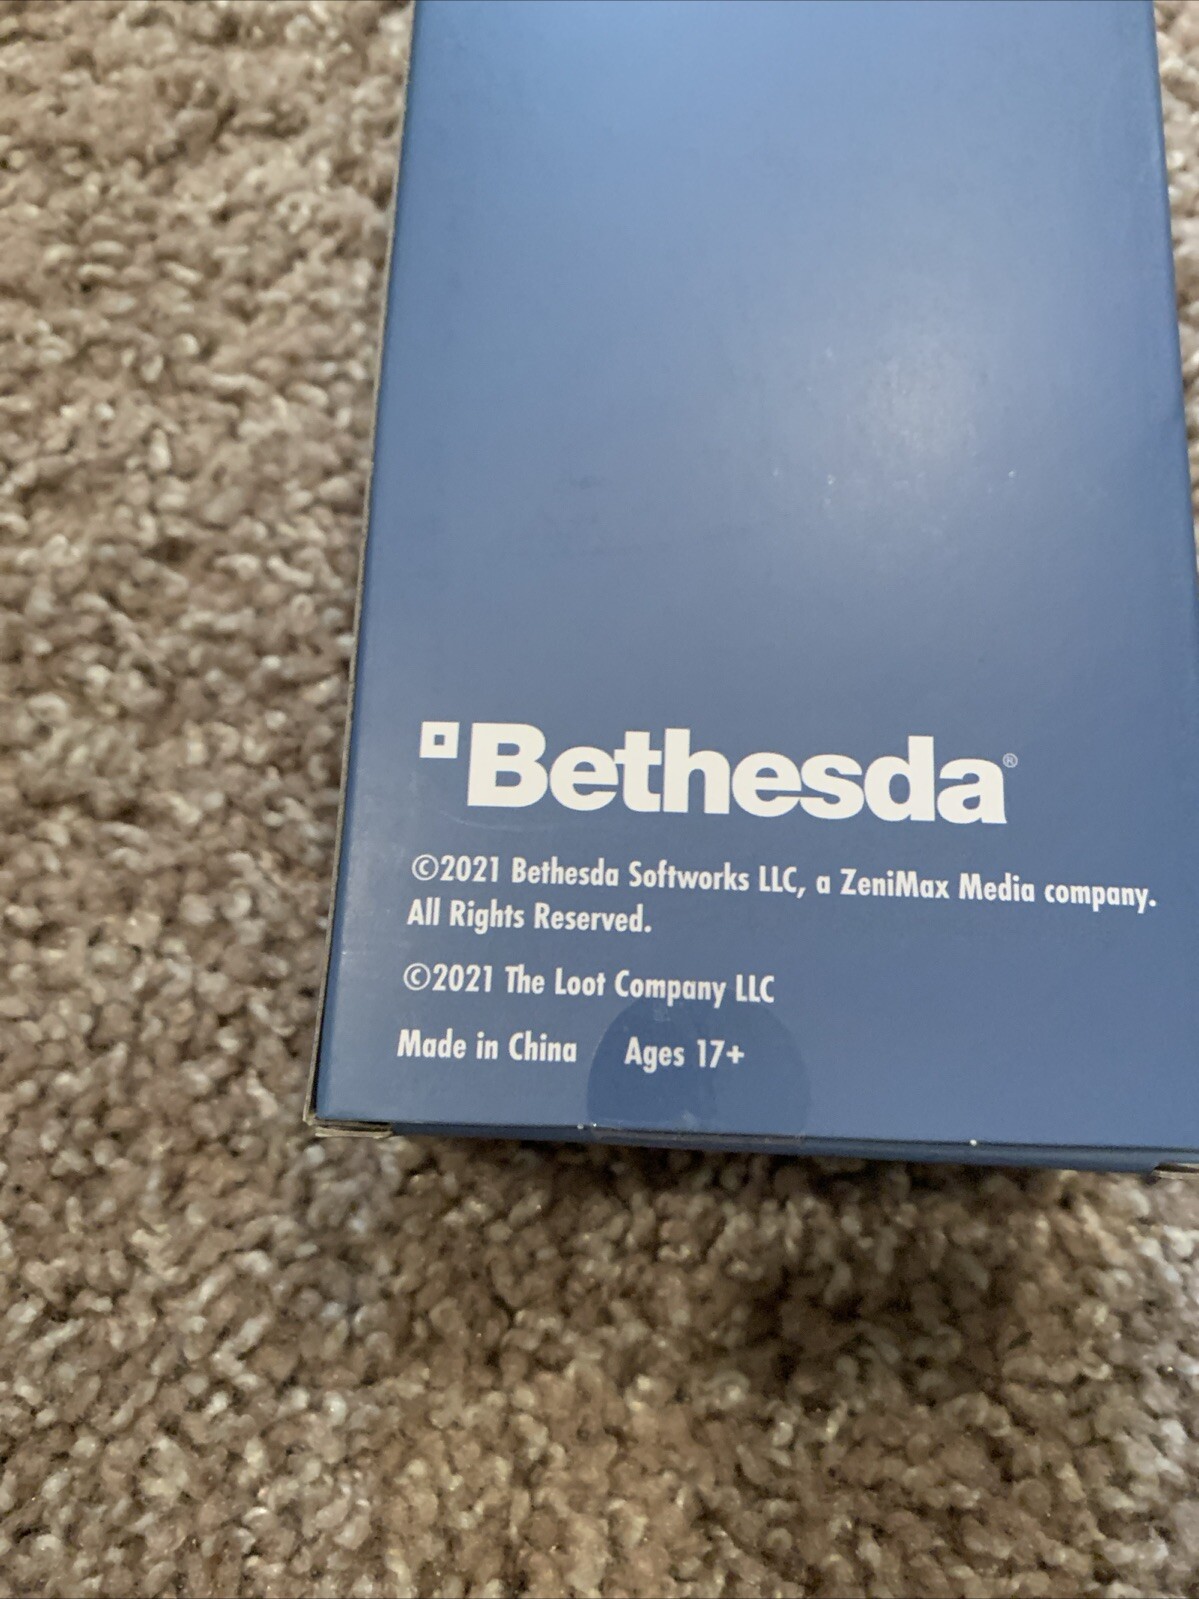 Bethesda®
©2021 Bethesda Softworks LLC, a ZeniMax Media company.
All Rights Reserved.
©2021 The Loot Company LLC
Made in China Ages 17+